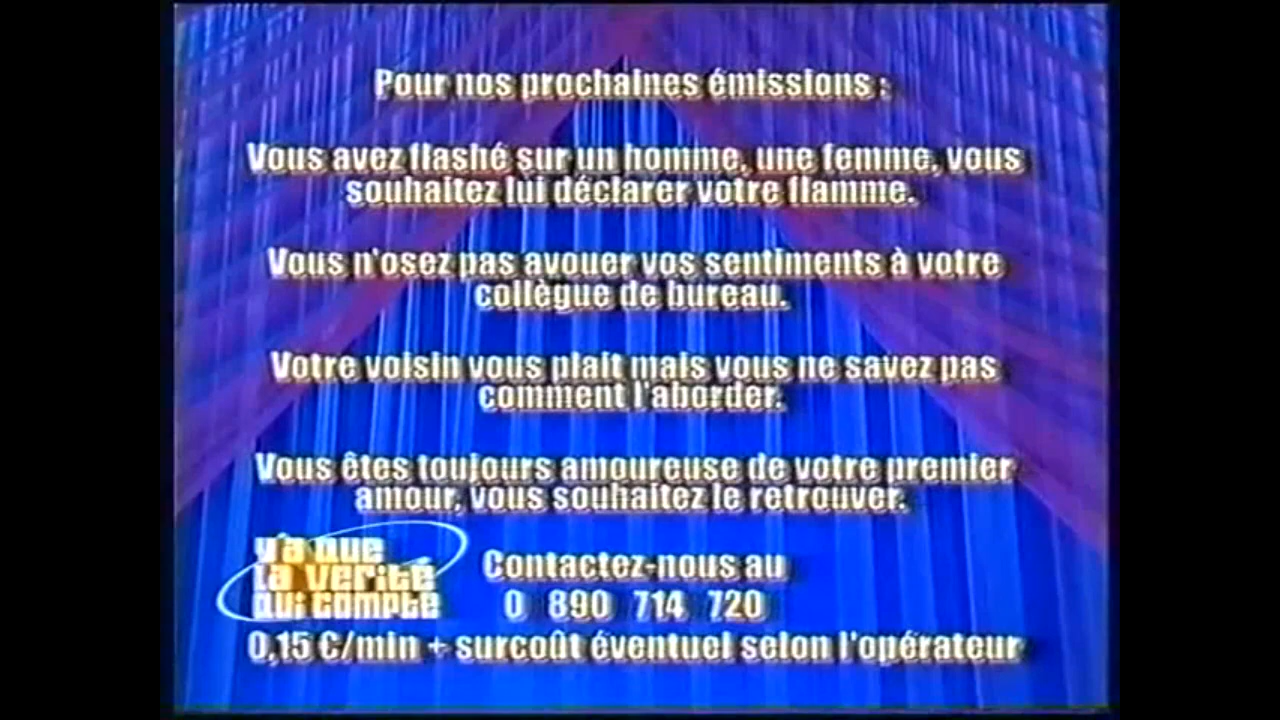 Pour nos prochaines émissions :
Vous avez flashé sur un homme, une femme, vous
souhaitez lui déclarer votre flamme.
Vous n'osez pas avouer vos sentiments à votre
collègue de bureau.
Votre voisin vous plait mais vous ne savez pas
comment l'aborder.
Vous êtes toujours amoureuse de votre premier
amour, vous souhaitez le retrouver.
y'a que
la vérité
qui compte
Contactez-nous au
0 890 714 720
0,15 €/min + surcoût éventuel selon l'opérateur